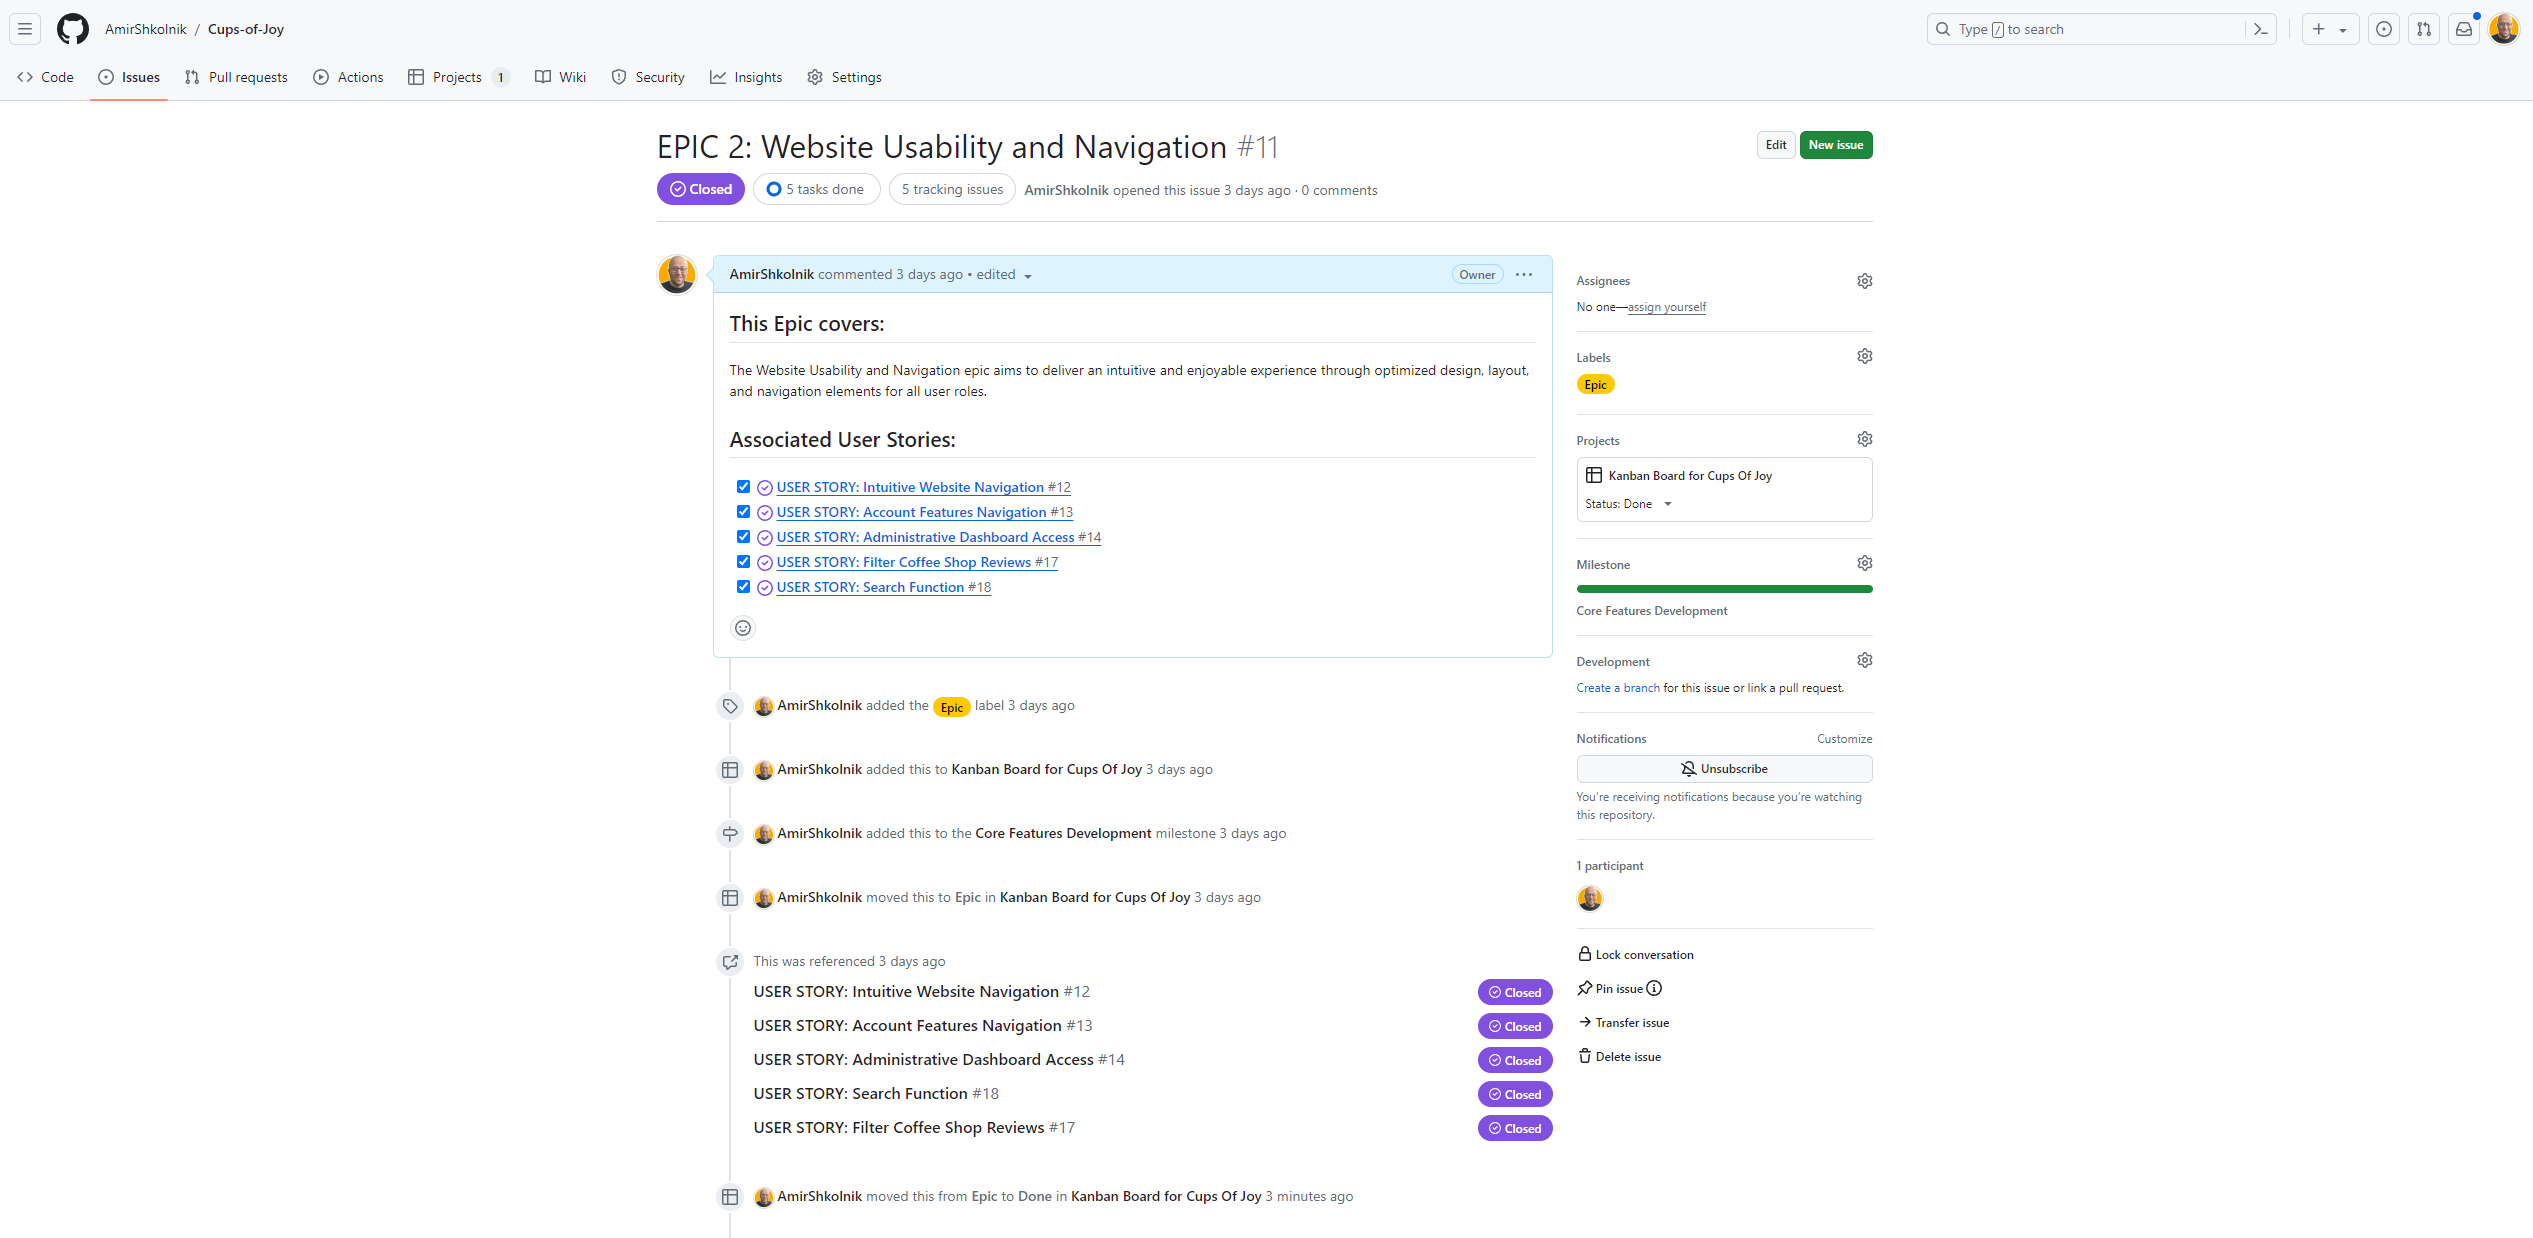 AmirShkolnik / Cups-of-Joy
Type / to search
Code Issues Pull requests Actions Projects 1 Wiki Security Insights Settings
EPIC 2: Website Usability and Navigation #11
Edit New issue
Closed 5 tasks done 5 tracking issues AmirShkolnik opened this issue 3 days ago · 0 comments
AmirShkolnik commented 3 days ago • edited
Owner
This Epic covers:
The Website Usability and Navigation epic aims to deliver an intuitive and enjoyable experience through optimized design, layout,
and navigation elements for all user roles.
Associated User Stories:
USER STORY: Intuitive Website Navigation #12
USER STORY: Account Features Navigation #13
USER STORY: Administrative Dashboard Access #14
USER STORY: Filter Coffee Shop Reviews #17
USER STORY: Search Function #18
AmirShkolnik added the Epic label 3 days ago
AmirShkolnik added this to Kanban Board for Cups Of Joy 3 days ago
AmirShkolnik added this to the Core Features Development milestone 3 days ago
AmirShkolnik moved this to Epic in Kanban Board for Cups Of Joy 3 days ago
This was referenced 3 days ago
USER STORY: Intuitive Website Navigation #12 Closed
USER STORY: Account Features Navigation #13 Closed
USER STORY: Administrative Dashboard Access #14 Closed
USER STORY: Search Function #18 Closed
USER STORY: Filter Coffee Shop Reviews #17 Closed
AmirShkolnik moved this from Epic to Done in Kanban Board for Cups Of Joy 3 minutes ago
Assignees
No one—assign yourself
Labels
Epic
Projects
Kanban Board for Cups Of Joy
Status: Done
Milestone
Core Features Development
Development
Create a branch for this issue or link a pull request.
Notifications Customize
Unsubscribe
You're receiving notifications because you're watching
this repository.
1 participant
Lock conversation
Pin issue
Transfer issue
Delete issue